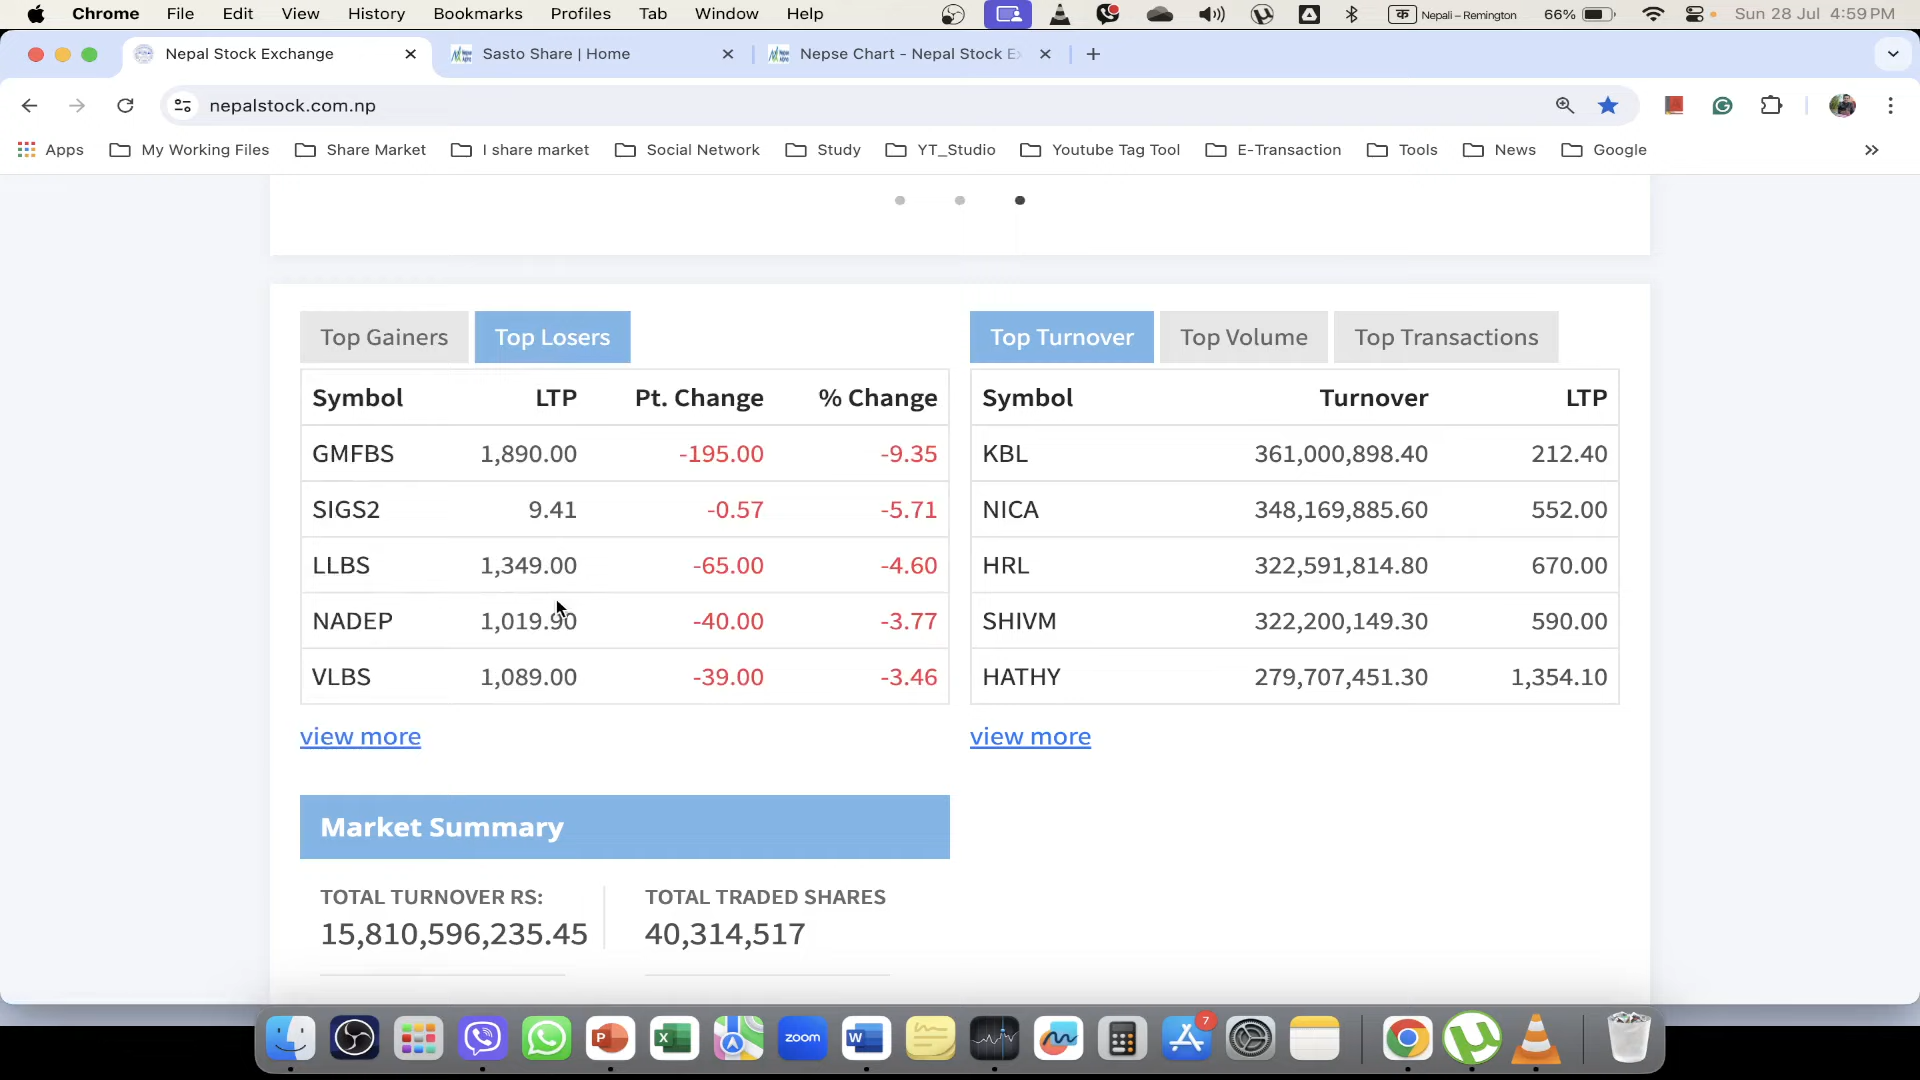 Chrome File Edit View History Bookmarks Profiles Tab Window Help Nepali – Remington 66% Sun 28 Jul 4:59 PM
Nepal Stock Exchange Sasto Share | Home Nepse Chart - Nepal Stock Ex
nepalstock.com.np
Apps My Working Files Share Market I share market Social Network Study YT_Studio Youtube Tag Tool E-Transaction Tools News Google
Top Gainers Top Losers
Symbol LTP Pt. Change % Change
GMFBS 1,890.00 -195.00 -9.35
SIGS2 9.41 -0.57 -5.71
LLBS 1,349.00 -65.00 -4.60
NADEP 1,019.90 -40.00 -3.77
VLBS 1,089.00 -39.00 -3.46
view more
Top Turnover Top Volume Top Transactions
Symbol Turnover LTP
KBL 361,000,898.40 212.40
NICA 348,169,885.60 552.00
HRL 322,591,814.80 670.00
SHIVM 322,200,149.30 590.00
HATHY 279,707,451.30 1,354.10
view more
Market Summary
TOTAL TURNOVER RS: TOTAL TRADED SHARES
15,810,596,235.45 40,314,517
zoom
7